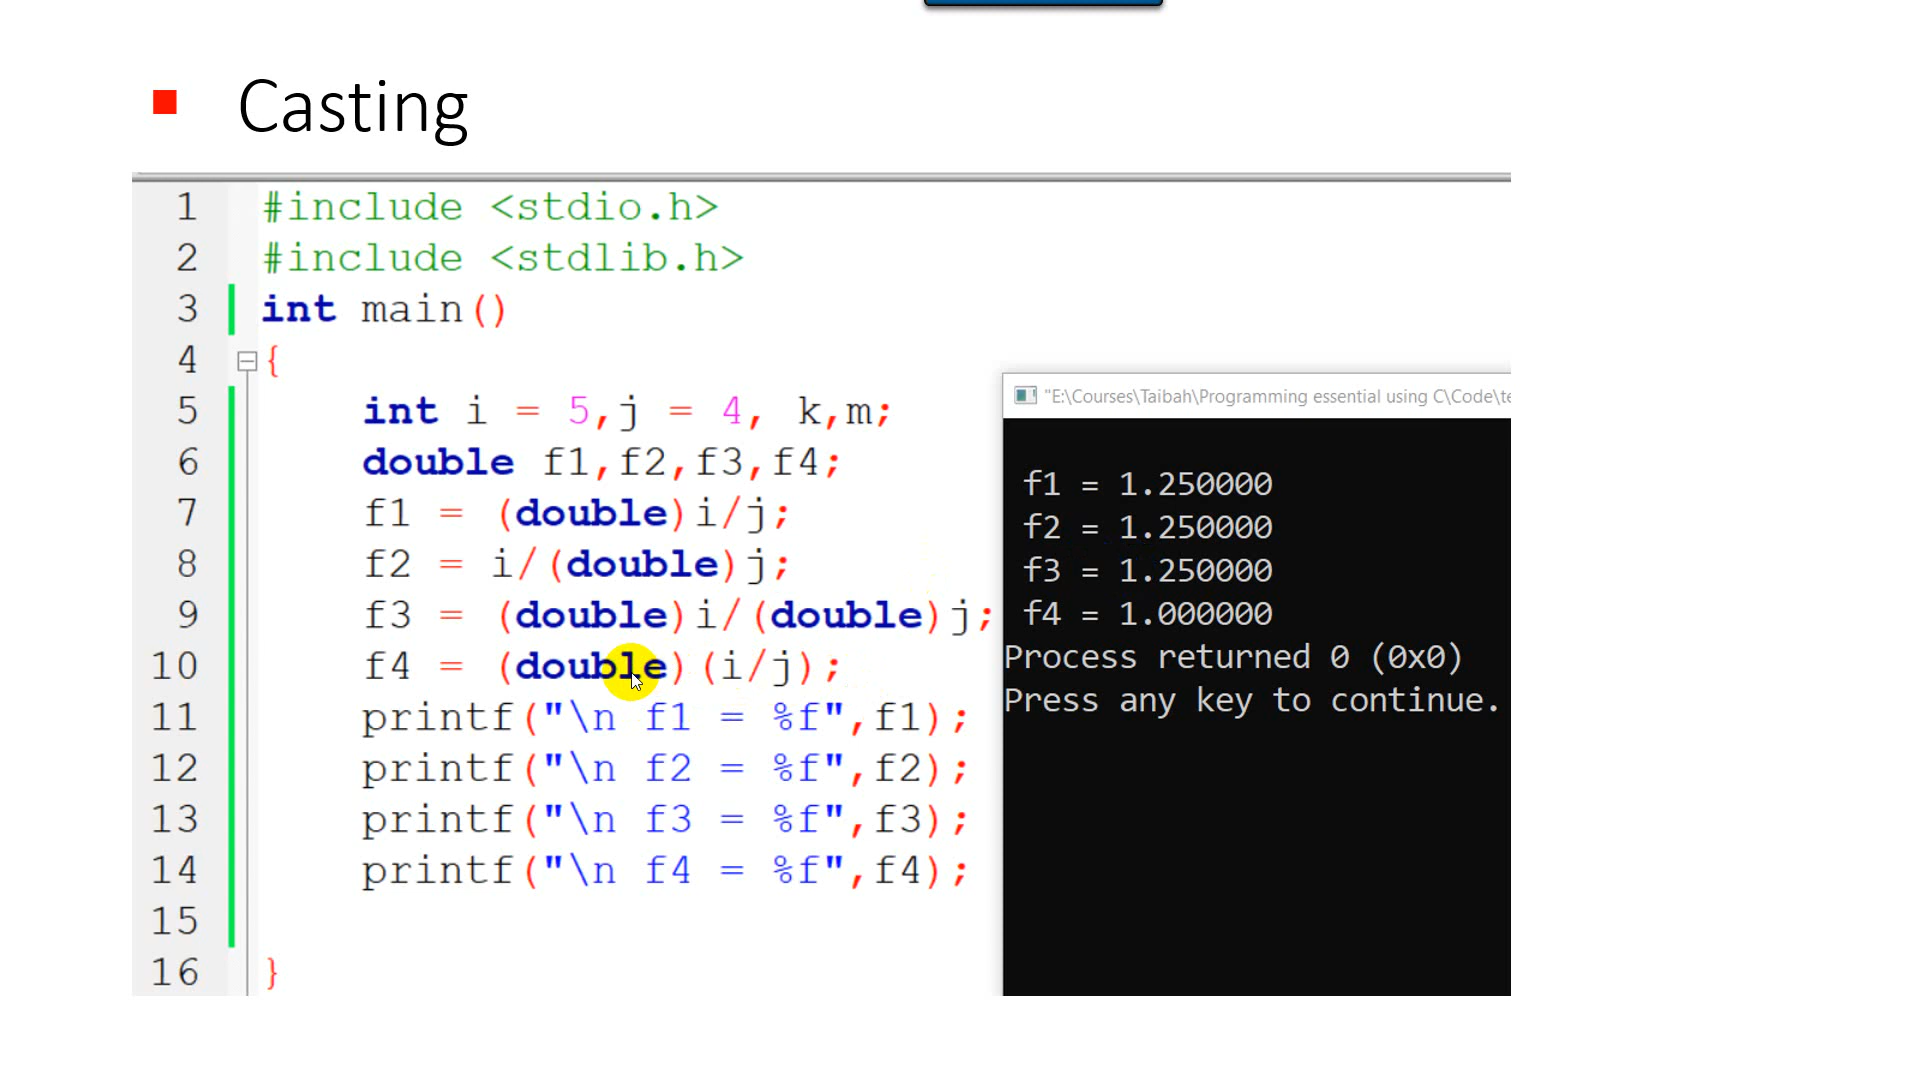 Casting
1 #include <stdio.h>
2 #include <stdlib.h>
3 int main()
4 {
5 int i = 5,j = 4, k,m;
6 double f1,f2,f3,f4;
7 f1 = (double)i/j;
8 f2 = i/(double)j;
9 f3 = (double)i/(double)j;
10 f4 = (double)(i/j);
11 printf("\n f1 = %f",f1);
12 printf("\n f2 = %f",f2);
13 printf("\n f3 = %f",f3);
14 printf("\n f4 = %f",f4);
15
16 }
"E:\Courses\Taibah\Programming essential using C\Code\te
f1 = 1.250000
f2 = 1.250000
f3 = 1.250000
f4 = 1.000000
Process returned 0 (0x0)
Press any key to continue.